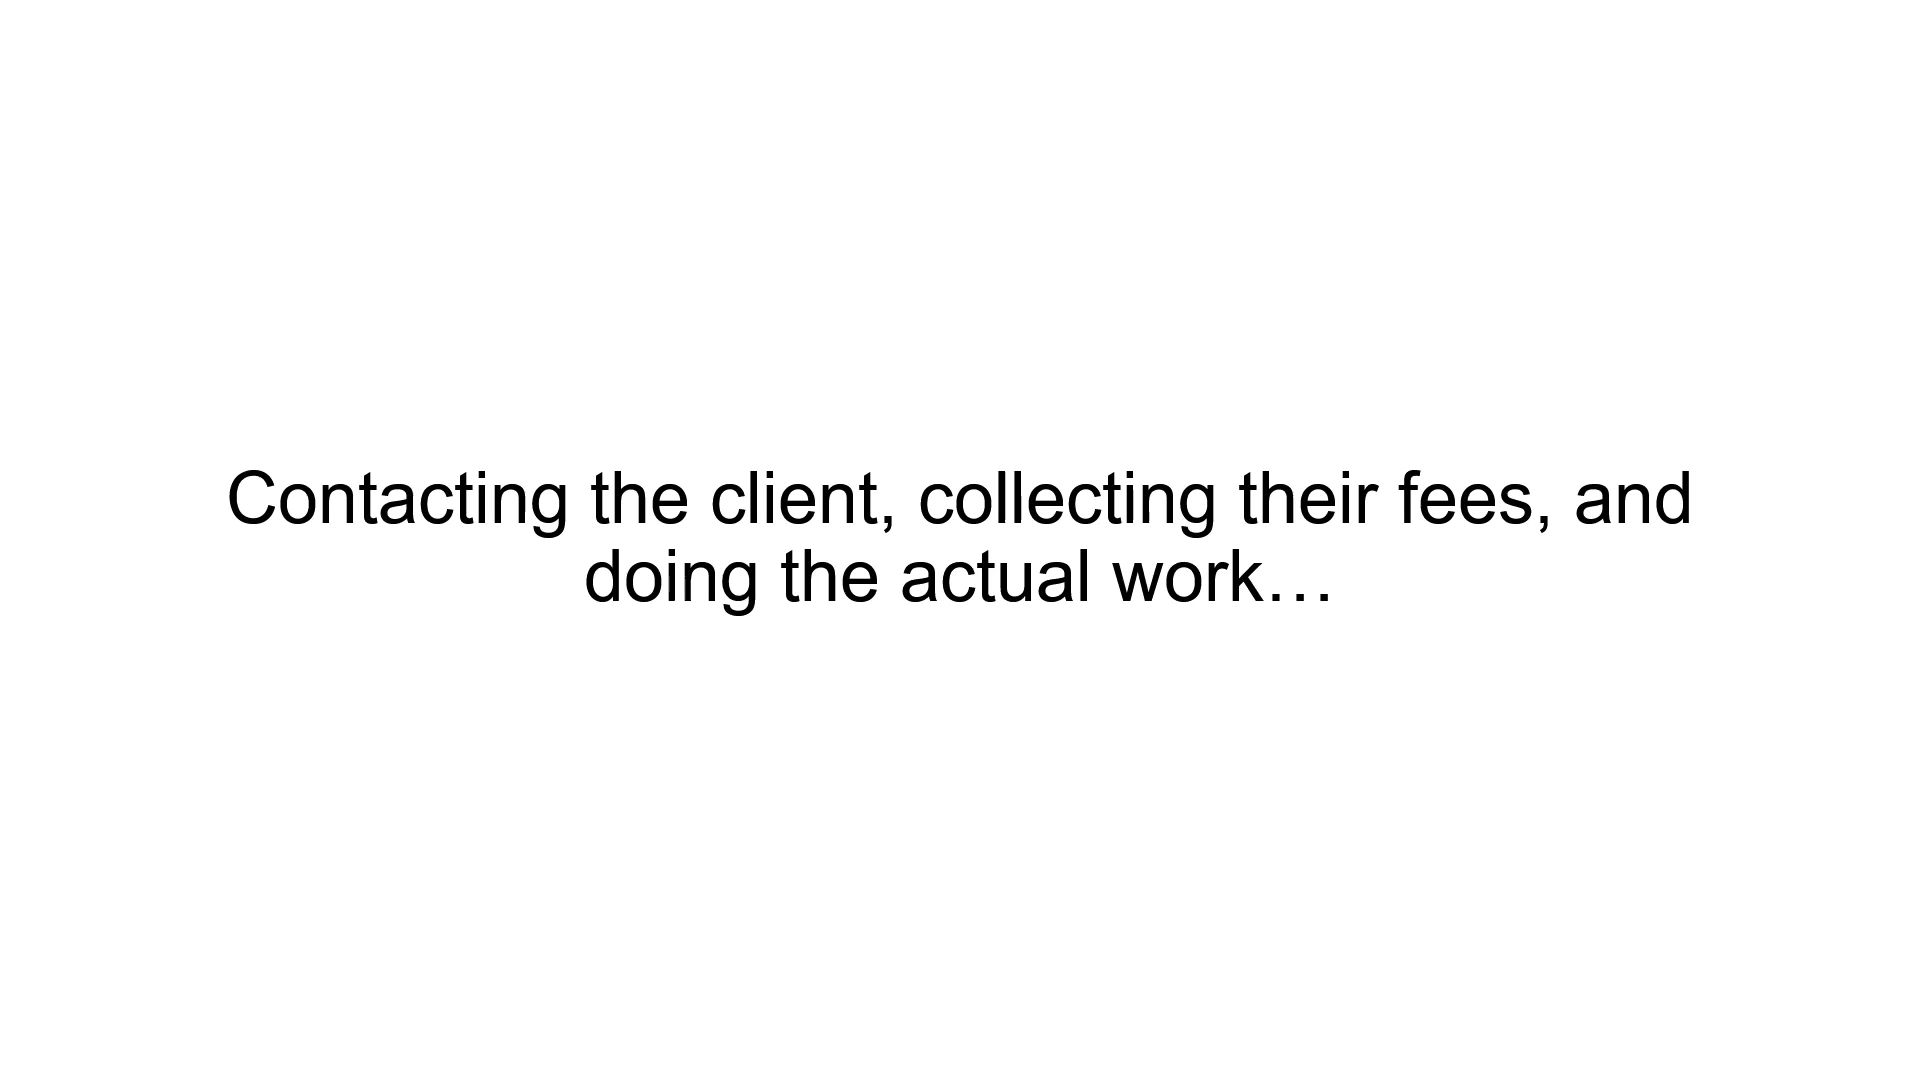 Contacting the client, collecting their fees, and
doing the actual work…